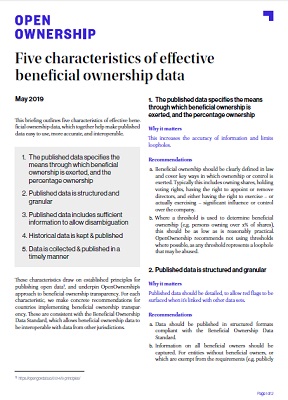 OPEN
OWNERSHIP
Five characteristics of effective
beneficial ownership data
May 2019
This briefing outlines five characteristics of effective bene-
ficial ownership data, which together help make published
data easy to use, more accurate, and interoperable.
1. The published data specifies the
means through which beneficial
ownership is exerted, and the
percentage ownership
2. Published data is structured and
granular
3. Published data includes sufficient
information to allow disambiguation
4. Historical data is kept & published
5. Data is collected & published in a
timely manner
These characteristics draw on established principles for
publishing open data¹, and underpin OpenOwnership's
approach to beneficial ownership transparency. For each
characteristic, we make concrete recommendations for
countries implementing beneficial ownership transpar-
ency. These are consistent with the Beneficial Ownership
Data Standard, which allows beneficial ownership data to
be interoperable with data from other jurisdictions.
1. The published data specifies the means
through which beneficial ownership is
exerted, and the percentage ownership
Why it matters
This increases the accuracy of information and limits
loopholes.
Recommendations
a. Beneficial ownership should be clearly defined in law
and cover key ways in which ownership or control is
exerted. Typically this includes owning shares, holding
voting rights, having the right to appoint or remove
directors, and either having the right to exercise – or
actually exercising – significant influence or control
over the company.
b. Where a threshold is used to determine beneficial
ownership (e.g. persons owning over x% of shares),
this should be as low as is reasonably practical.
OpenOwnership recommends not using thresholds
where possible, as any threshold represents a loophole
that may be abused.
2. Published data is structured and granular
Why it matters
Published data should be detailed, to allow red flags to be
surfaced when it's linked with other data sets.
Recommendations
a. Data should be published in structured formats
compliant with the Beneficial Ownership Data
Standard.
b. Information on all beneficial owners should be
captured. For entities without beneficial owners, or
which are exempt from the requirements (e.g. publicly
Page 1 of 3